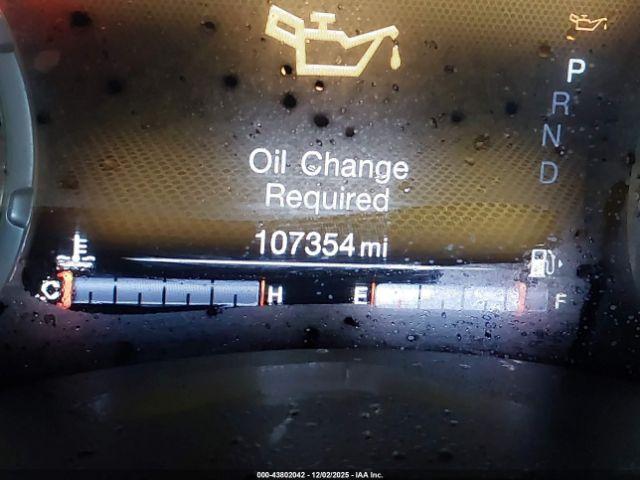 P
R
N
D
Oil Change
Required
107354 mi
C H E F
000-43802042 - 12/02/2025 - IAA Inc.